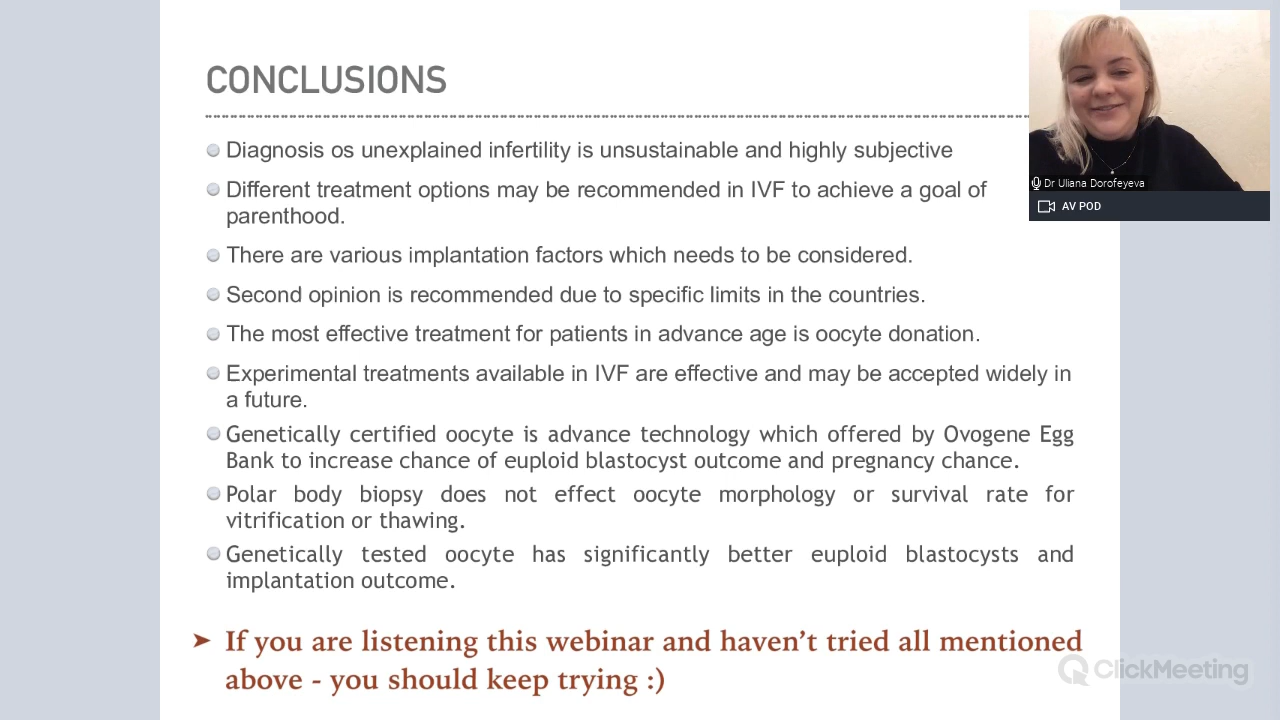 CONCLUSIONS
Diagnosis os unexplained infertility is unsustainable and highly subjective
Different treatment options may be recommended in IVF to achieve a goal of
parenthood.
There are various implantation factors which needs to be considered.
Second opinion is recommended due to specific limits in the countries.
The most effective treatment for patients in advance age is oocyte donation.
Experimental treatments available in IVF are effective and may be accepted widely in
a future.
Genetically certified oocyte is advance technology which offered by Ovogene Egg
Bank to increase chance of euploid blastocyst outcome and pregnancy chance.
Polar body biopsy does not effect oocyte morphology or survival rate for
vitrification or thawing.
Genetically tested oocyte has significantly better euploid blastocysts and
implantation outcome.
➤ If you are listening this webinar and haven't tried all mentioned
above - you should keep trying :)
Dr Uliana Dorofeyeva
AV POD
ClickMeeting